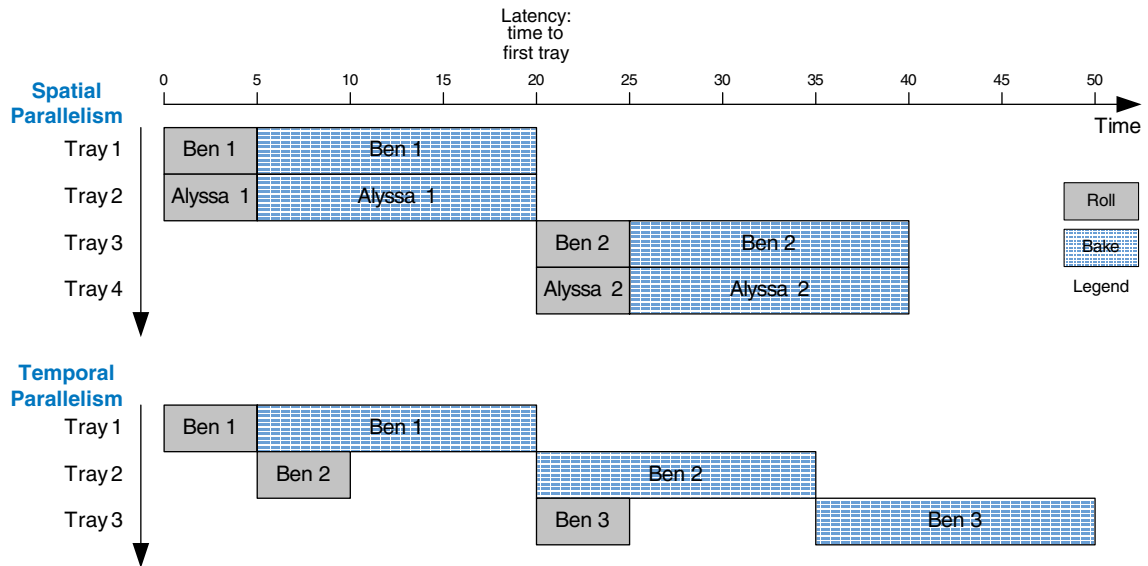 Latency:
time to
first tray
0 5 10 15 20 25 30 35 40 45 50
Time
Spatial
Parallelism
Tray 1 Ben 1 Ben 1
Tray 2 Alyssa 1 Alyssa 1
Tray 3 Ben 2 Ben 2
Tray 4 Alyssa 2 Alyssa 2
Roll
Bake
Legend
Temporal
Parallelism
Tray 1 Ben 1 Ben 1
Tray 2 Ben 2 Ben 2
Tray 3 Ben 3 Ben 3